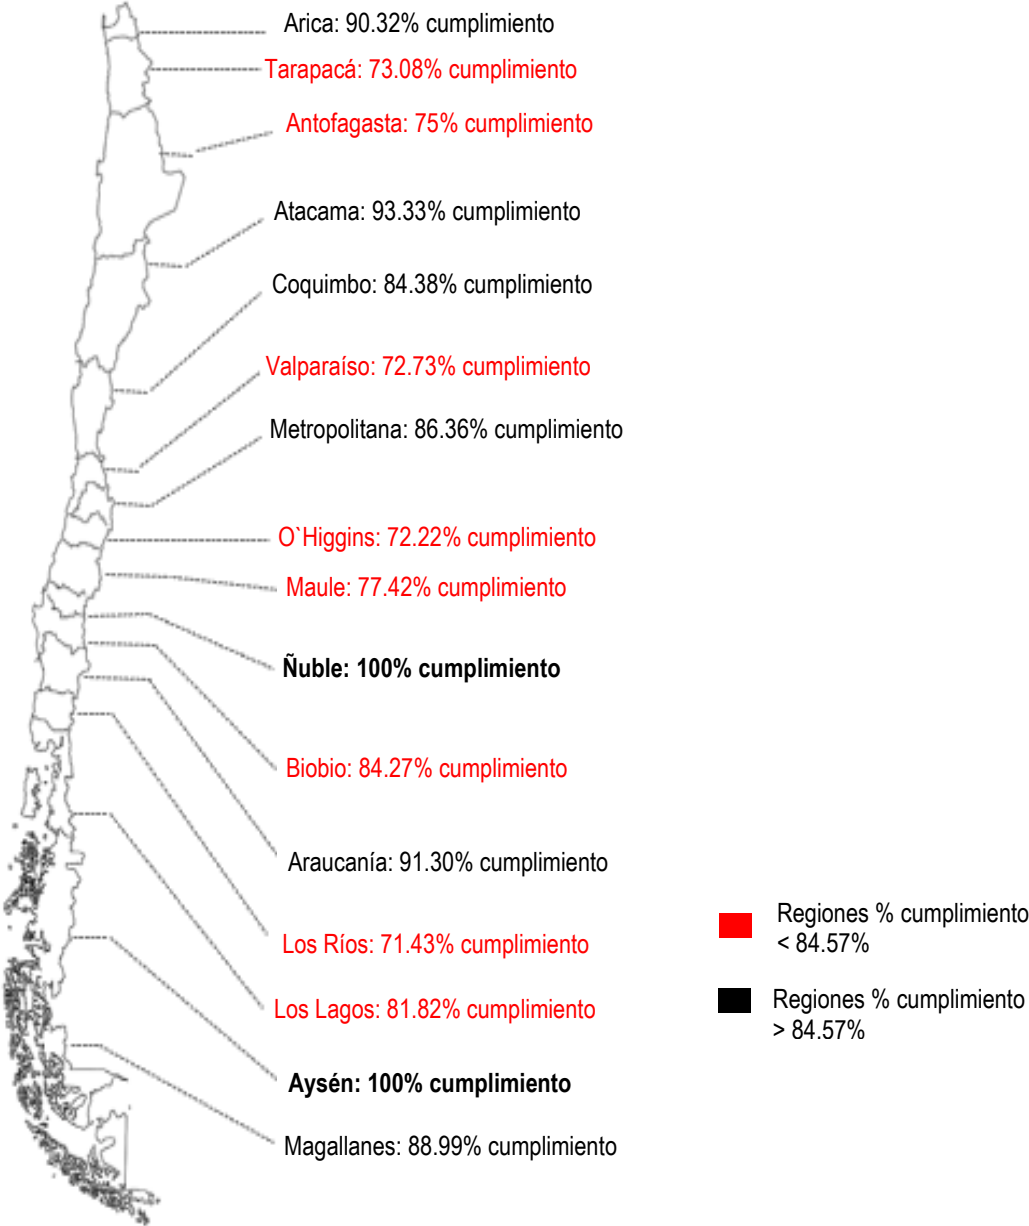 Arica: 90.32% cumplimiento
Tarapacá: 73.08% cumplimiento
Antofagasta: 75% cumplimiento
Atacama: 93.33% cumplimiento
Coquimbo: 84.38% cumplimiento
Valparaíso: 72.73% cumplimiento
Metropolitana: 86.36% cumplimiento
O`Higgins: 72.22% cumplimiento
Maule: 77.42% cumplimiento
Ñuble: 100% cumplimiento
Biobio: 84.27% cumplimiento
Araucanía: 91.30% cumplimiento
Los Ríos: 71.43% cumplimiento
Los Lagos: 81.82% cumplimiento
Aysén: 100% cumplimiento
Magallanes: 88.99% cumplimiento
Regiones % cumplimiento
< 84.57%
Regiones % cumplimiento
> 84.57%